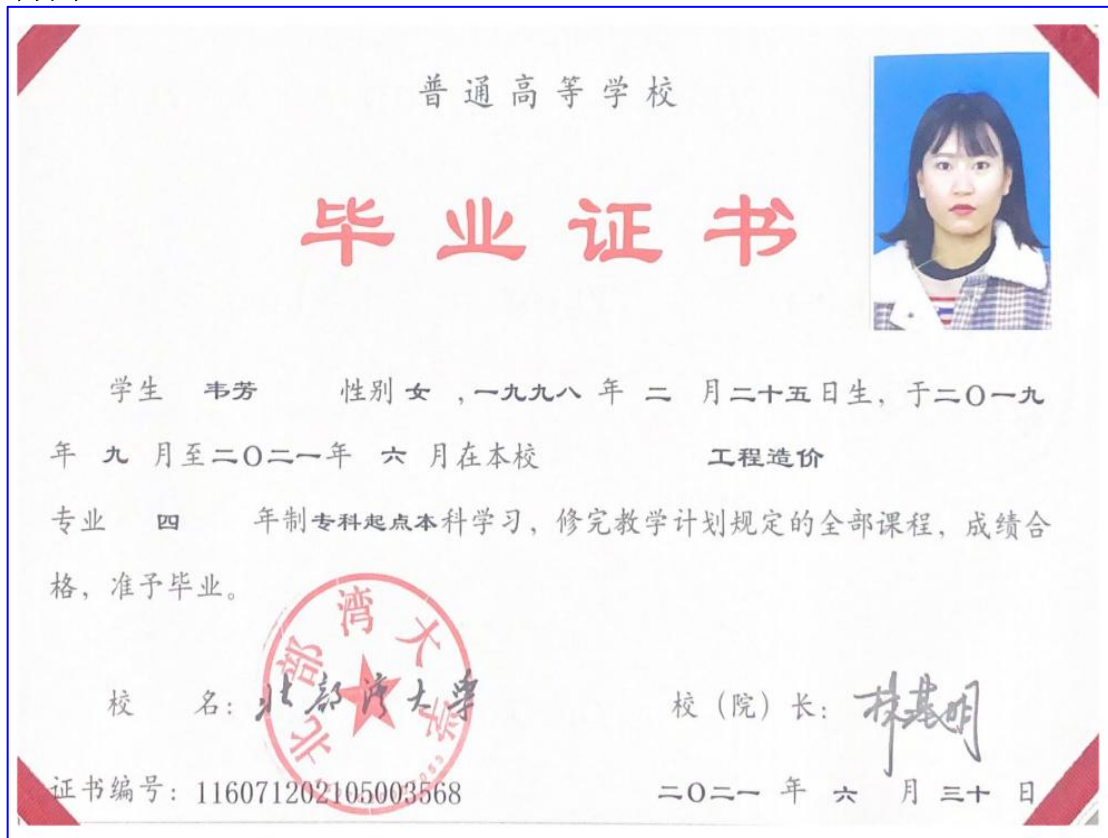 普通高等学校
毕业证书
学生 韦芳 性别 女 ,一九九八 年 二 月二十五日生, 于二〇一九
年 九 月至二〇二一年 六 月在本校 工程造价
专业 四 年制专科起点本科学习, 修完教学计划规定的全部课程, 成绩合
格, 准予毕业。
北部湾大学
校 名: 北部湾大学 校 (院) 长: 林基明
证书编号: 116071202105003568 二〇二一 年 六 月 三十 日